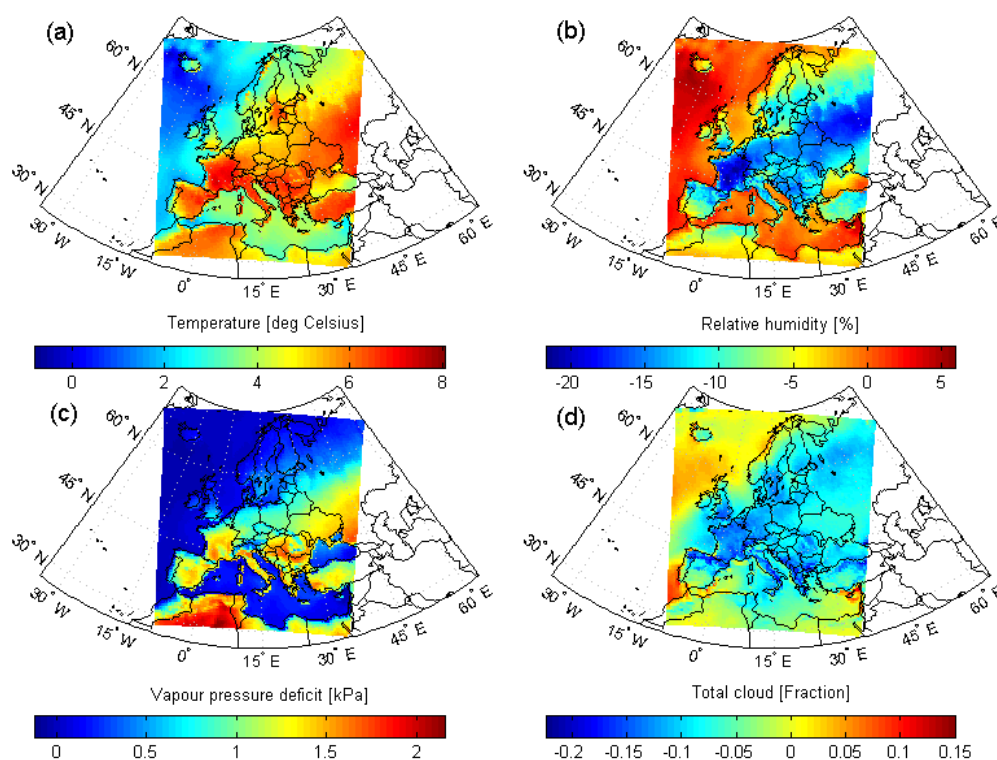 (a)
60° N
45° N
30° N
30° W
15° W
0°
15° E
30° E
45° E
60° E
Temperature [deg Celsius]
0 2 4 6 8
(b)
60° N
45° N
30° N
30° W
15° W
0°
15° E
30° E
45° E
60° E
Relative humidity [%]
-20 -15 -10 -5 0 5
(c)
60° N
45° N
30° N
30° W
15° W
0°
15° E
30° E
45° E
60° E
Vapour pressure deficit [kPa]
0 0.5 1 1.5 2
(d)
60° N
45° N
30° N
30° W
15° W
0°
15° E
30° E
45° E
60° E
Total cloud [Fraction]
-0.2 -0.15 -0.1 -0.05 0 0.05 0.1 0.15